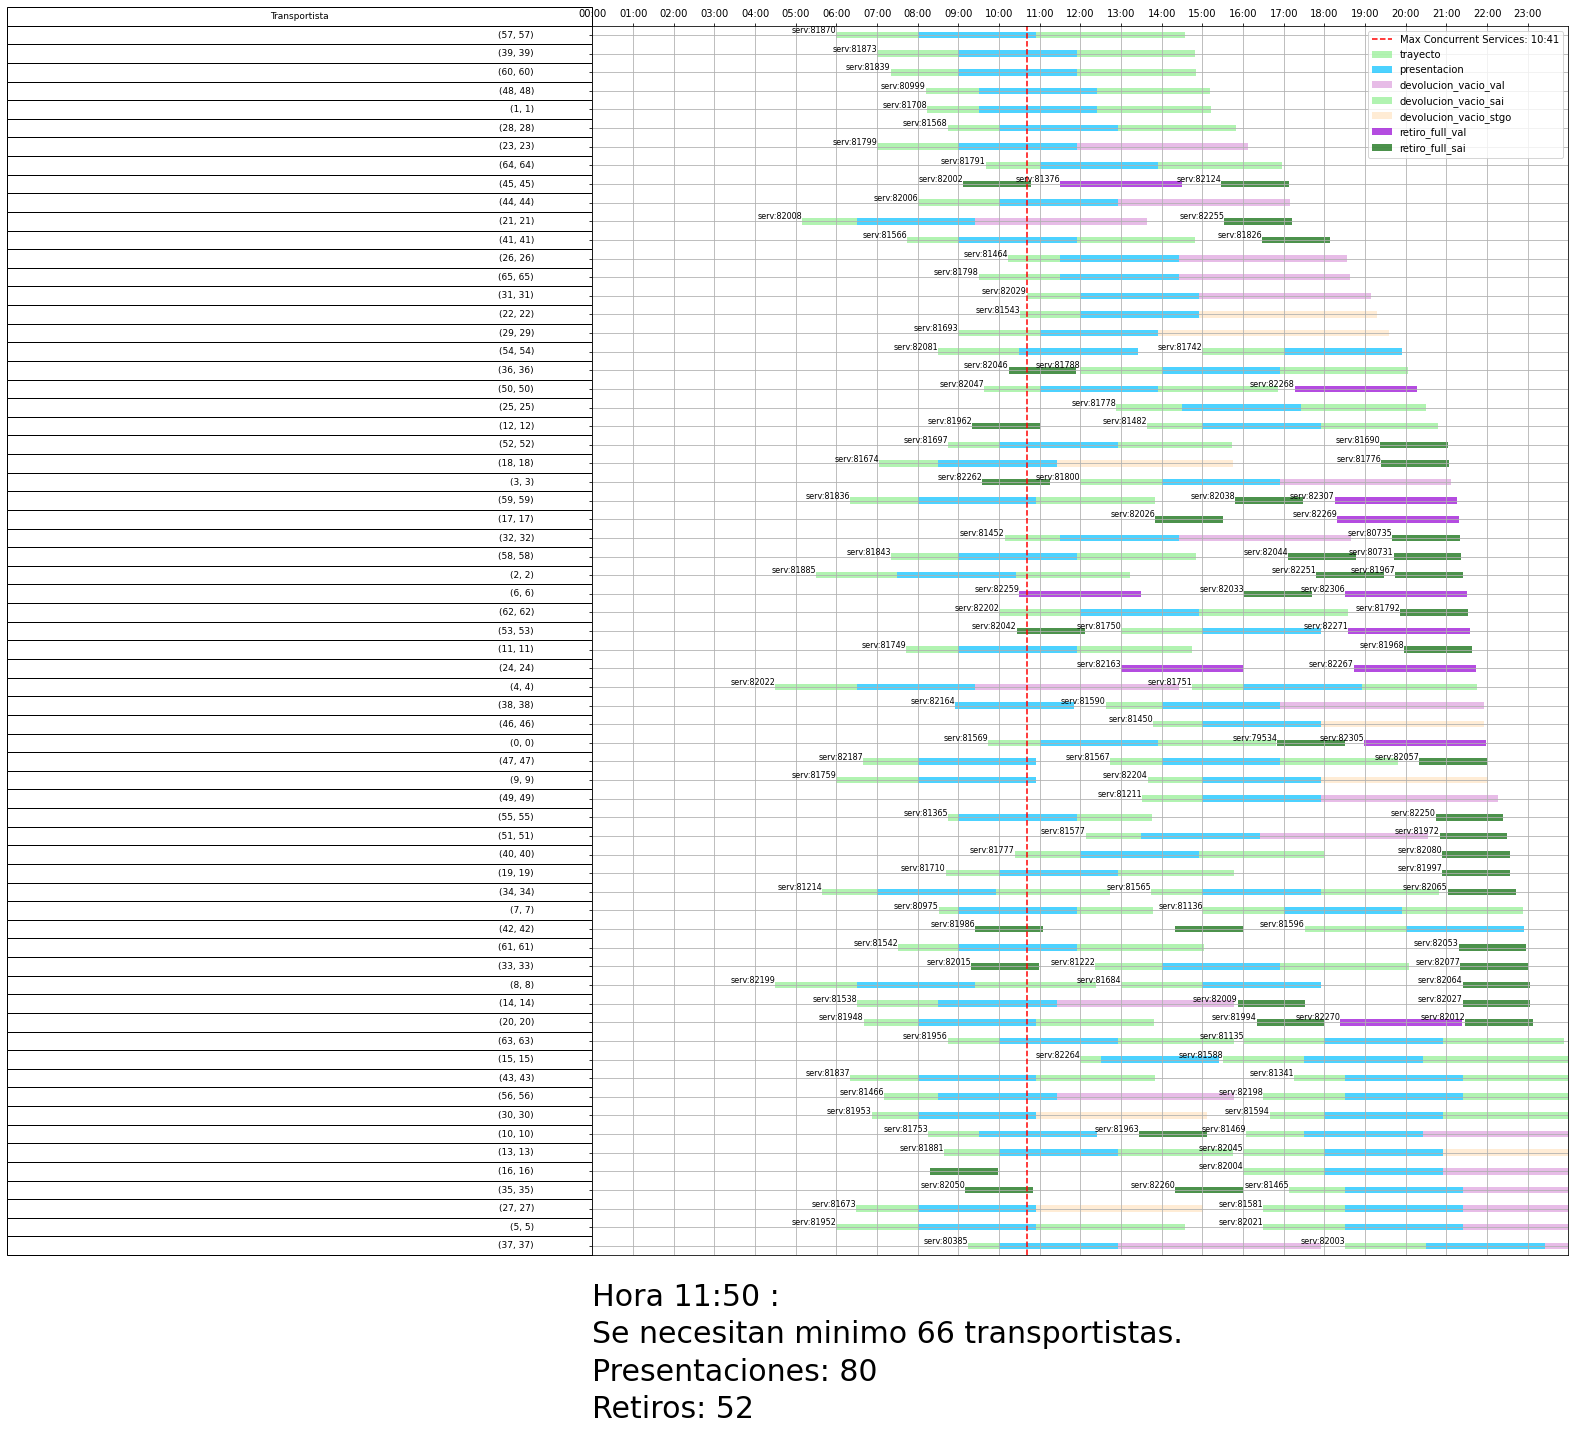 Transportista
00:00 01:00 02:00 03:00 04:00 05:00 06:00 07:00 08:00 09:00 10:00 11:00 12:00 13:00 14:00 15:00 16:00 17:00 18:00 19:00 20:00 21:00 22:00 23:00
Max Concurrent Services: 10:41
trayecto
presentacion
devolucion_vacio_val
devolucion_vacio_sai
devolucion_vacio_stgo
retiro_full_val
retiro_full_sai
(57, 57) serv:81870
(39, 39) serv:81873
(60, 60) serv:81839
(48, 48) serv:80999
(1, 1) serv:81708
(28, 28) serv:81568
(23, 23) serv:81799
(64, 64) serv:81791
(45, 45) serv:82002 serv:81376 serv:82124
(44, 44) serv:82006
(21, 21) serv:82008 serv:82255
(41, 41) serv:81566 serv:81826
(26, 26) serv:81464
(65, 65) serv:81798
(31, 31) serv:82029
(22, 22) serv:81543
(29, 29) serv:81693
(54, 54) serv:82081 serv:81742
(36, 36) serv:82046 serv:81788
(50, 50) serv:82047 serv:82268
(25, 25) serv:81778
(12, 12) serv:81962 serv:81482
(52, 52) serv:81697 serv:81690
(18, 18) serv:81674 serv:81776
(3, 3) serv:82262 serv:81800
(59, 59) serv:81836 serv:82038 serv:82307
(17, 17) serv:82026 serv:82269
(32, 32) serv:81452 serv:80735
(58, 58) serv:81843 serv:82044 serv:80731
(2, 2) serv:81885 serv:82251 serv:81967
(6, 6) serv:82259 serv:82033 serv:82306
(62, 62) serv:82202 serv:81792
(53, 53) serv:82042 serv:81750 serv:82271
(11, 11) serv:81749 serv:81968
(24, 24) serv:82163 serv:82267
(4, 4) serv:82022 serv:81751
(38, 38) serv:82164 serv:81590
(46, 46) serv:81450
(0, 0) serv:81569 serv:79534 serv:82305
(47, 47) serv:82187 serv:81567 serv:82057
(9, 9) serv:81759 serv:82204
(49, 49) serv:81211
(55, 55) serv:81365 serv:82250
(51, 51) serv:81577 serv:81972
(40, 40) serv:81777 serv:82080
(19, 19) serv:81710 serv:81997
(34, 34) serv:81214 serv:81565 serv:82065
(7, 7) serv:80975 serv:81136
(42, 42) serv:81986 serv:81596
(61, 61) serv:81542 serv:82053
(33, 33) serv:82015 serv:81222 serv:82077
(8, 8) serv:82199 serv:81684 serv:82064
(14, 14) serv:81538 serv:82009 serv:82027
(20, 20) serv:81948 serv:81994 serv:82270 serv:82012
(63, 63) serv:81956 serv:81135
(15, 15) serv:82264 serv:81588
(43, 43) serv:81837 serv:81341
(56, 56) serv:81466 serv:82198
(30, 30) serv:81953 serv:81594
(10, 10) serv:81753 serv:81963 serv:81469
(13, 13) serv:81881 serv:82045
(16, 16) serv:82004
(35, 35) serv:82050 serv:82260 serv:81465
(27, 27) serv:81673 serv:81581
(5, 5) serv:81952 serv:82021
(37, 37) serv:80385 serv:82003
Hora 11:50 :
Se necesitan minimo 66 transportistas.
Presentaciones: 80
Retiros: 52